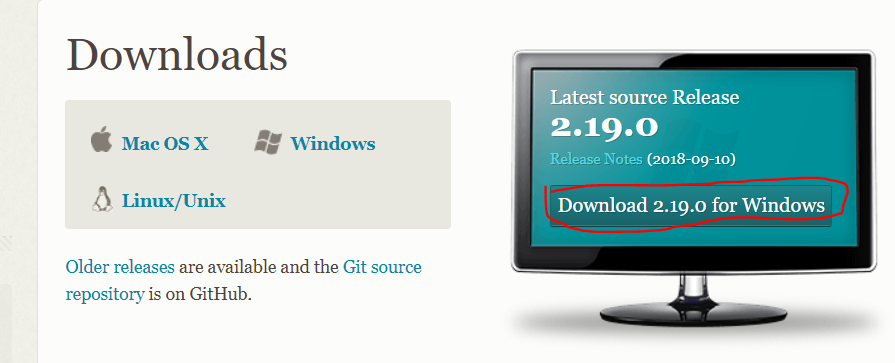 Downloads
Mac OS X
Windows
Linux/Unix
Older releases are available and the Git source
repository is on GitHub.
Latest source Release
2.19.0
Release Notes (2018-09-10)
Download 2.19.0 for Windows